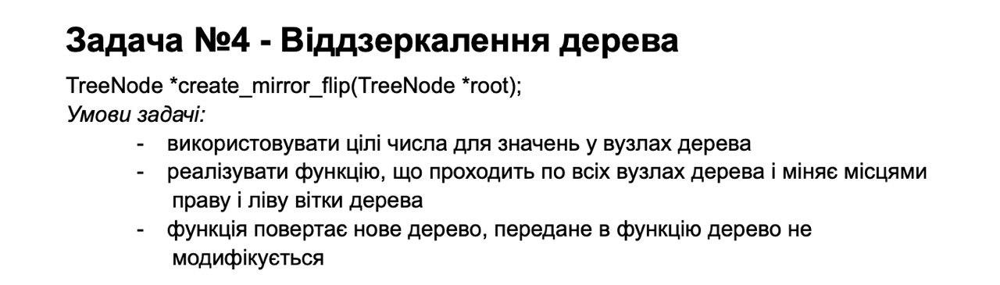 Задача №4 - Віддзеркалення дерева
TreeNode *create_mirror_flip(TreeNode *root);
Умови задачі:
- використовувати цілі числа для значень у вузлах дерева
- реалізувати функцію, що проходить по всіх вузлах дерева і міняє місцями
праву і ліву вітки дерева
- функція повертає нове дерево, передане в функцію дерево не
модифікується